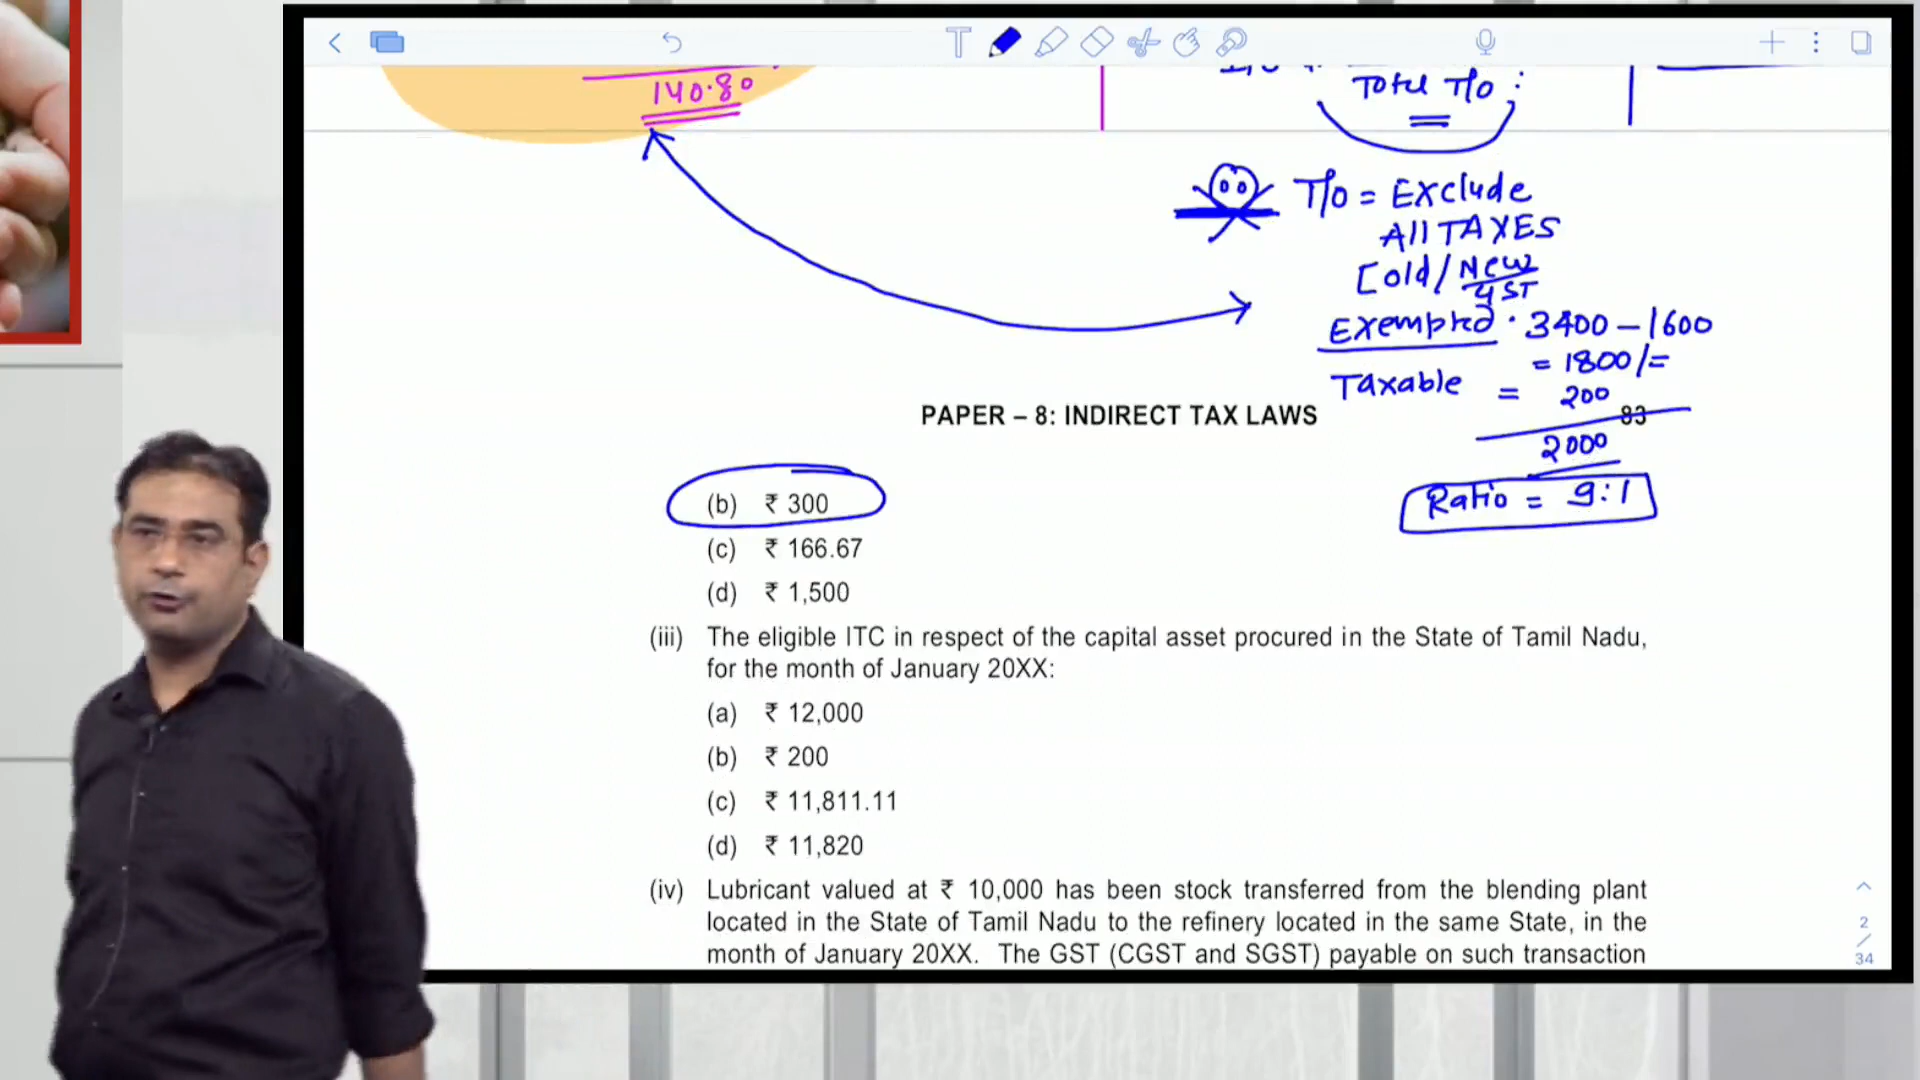 140.80
Total T/o :
T/o = Exclude
All TAXES
[old/New
GST
Exempted · 3400 – 1600
= 1800/=
Taxable = 200
PAPER – 8: INDIRECT TAX LAWS 83
2000
(b) ₹ 300
Ratio = 9:1
(c) ₹ 166.67
(d) ₹ 1,500
(iii) The eligible ITC in respect of the capital asset procured in the State of Tamil Nadu,
for the month of January 20XX:
(a) ₹ 12,000
(b) ₹ 200
(c) ₹ 11,811.11
(d) ₹ 11,820
(iv) Lubricant valued at ₹ 10,000 has been stock transferred from the blending plant
located in the State of Tamil Nadu to the refinery located in the same State, in the
month of January 20XX. The GST (CGST and SGST) payable on such transaction
2
/
34